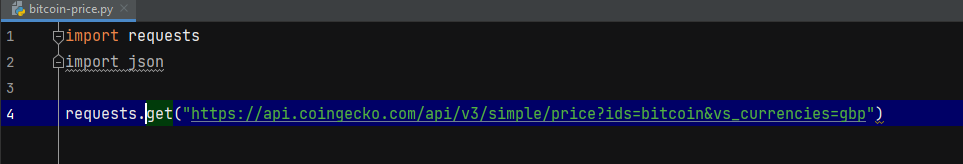 bitcoin-price.py
1 import requests
2 import json
3
4 requests.get("https://api.coingecko.com/api/v3/simple/price?ids=bitcoin&vs_currencies=gbp")